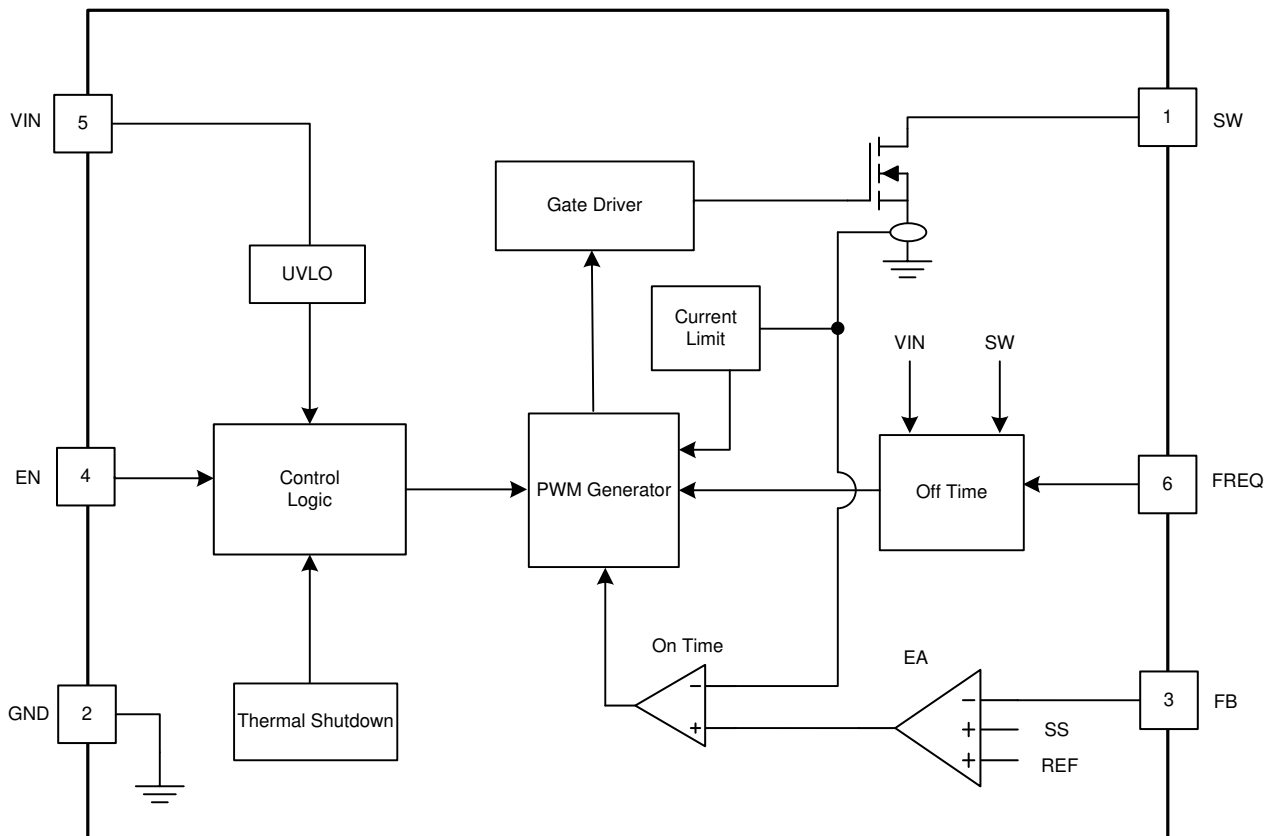 VIN
5
1
SW
Gate Driver
UVLO
Current
Limit
VIN
SW
EN
4
Control
Logic
PWM Generator
Off Time
6
FREQ
On Time
EA
GND
2
Thermal Shutdown
−
+
−
+
+
SS
REF
3
FB